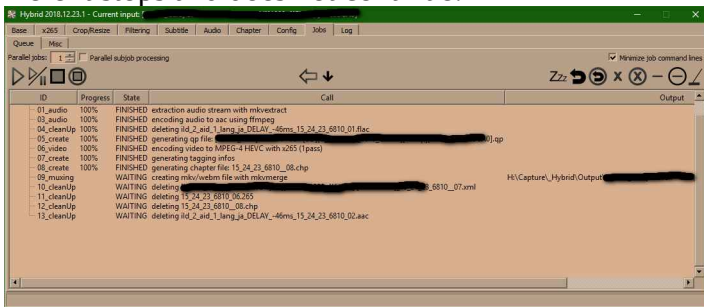 Hybrid 2018.12.23.1 - Current input:
Base x265 Crop/Resize Filtering Subtitle Audio Chapter Config Jobs Log
Queue Misc
Parallel jobs: 1 Parallel subjob processing Minimize job command lines
Zzz
ID Progress State Call Output
01_audio 100% FINISHED extraction audio stream with mkvextract
03_audio 100% FINISHED encoding audio to aac using ffmpeg
04_cleanUp 100% FINISHED deleting iId_2_aid_1_lang_ja_DELAY_-46ms_15_24_23_6810_01.flac
05_create 100% FINISHED generating qp file: 0].qp
06_video 100% FINISHED encoding video to MPEG-4 HEVC with x265 (1pass)
07_create 100% FINISHED generating tagging infos
08_create 100% FINISHED generating chapter file: 15_24_23_6810__08.chp
09_muxing WAITING creating mkv/webm file with mkvmerge H:\Capture\_Hybrid\Output
10_cleanUp WAITING deleting 3_6810__07.xml
11_cleanUp WAITING deleting 15_24_23_6810_06.265
12_cleanUp WAITING deleting 15_24_23_6810__08.chp
13_cleanUp WAITING deleting iId_2_aid_1_lang_ja_DELAY_-46ms_15_24_23_6810_02.aac